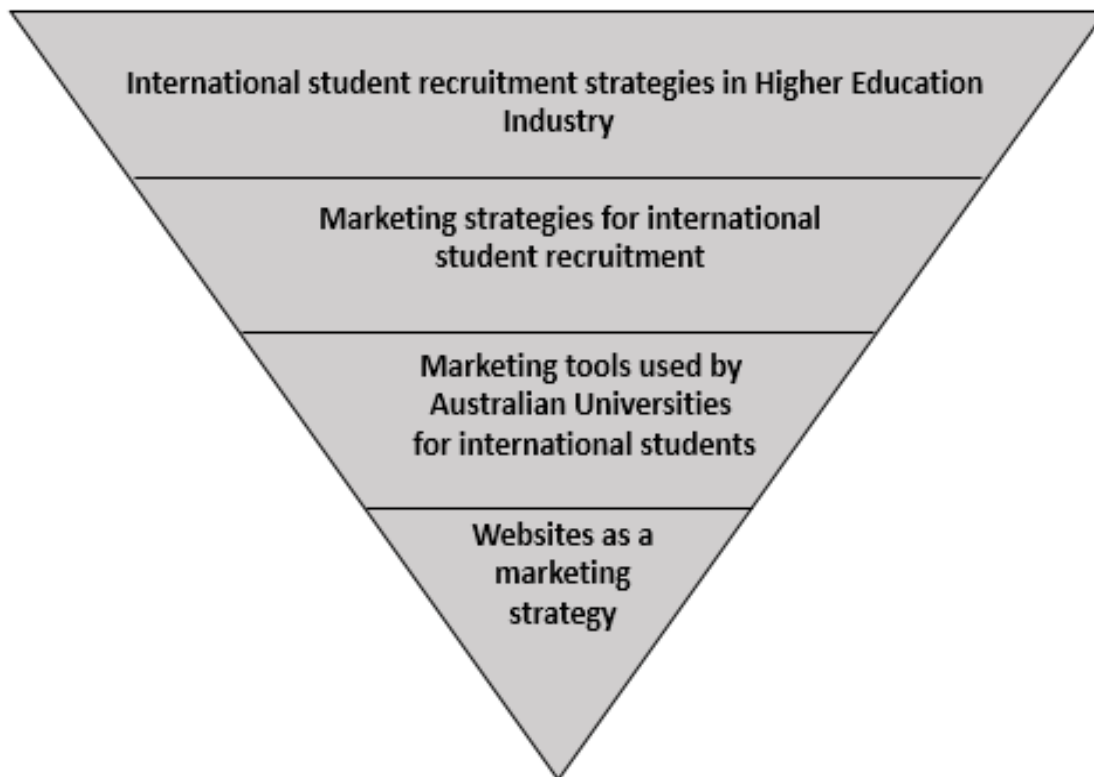 International student recruitment strategies in Higher Education
Industry
Marketing strategies for international
student recruitment
Marketing tools used by
Australian Universities
for international students
Websites as a
marketing
strategy